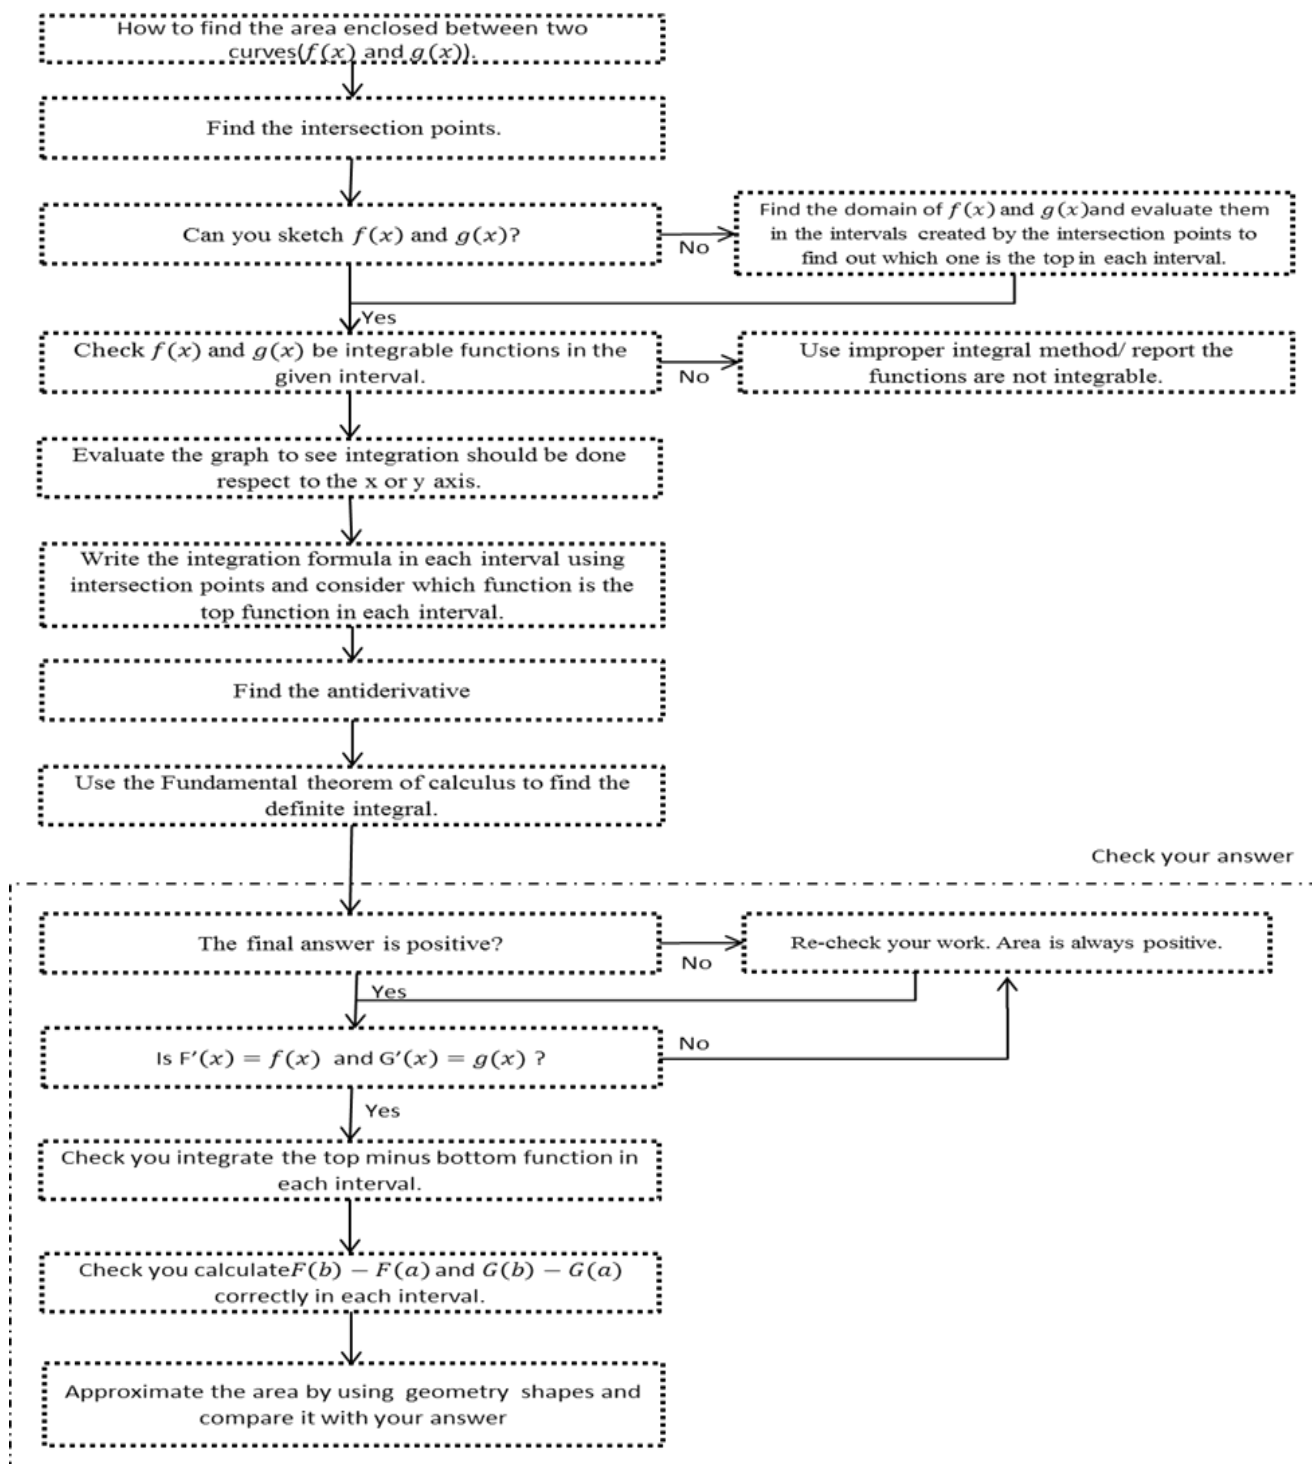 How to find the area enclosed between two
curves(f(x) and g(x)).
Find the intersection points.
Can you sketch f(x) and g(x)?
No
Find the domain of f(x) and g(x)and evaluate them
in the intervals created by the intersection points to
find out which one is the top in each interval.
Yes
Check f(x) and g(x) be integrable functions in the
given interval.
No
Use improper integral method/ report the
functions are not integrable.
Evaluate the graph to see integration should be done
respect to the x or y axis.
Write the integration formula in each interval using
intersection points and consider which function is the
top function in each interval.
Find the antiderivative
Use the Fundamental theorem of calculus to find the
definite integral.
Check your answer
The final answer is positive?
No
Re-check your work. Area is always positive.
Yes
Is F′(x) = f(x) and G′(x) = g(x) ?
No
Yes
Check you integrate the top minus bottom function in
each interval.
Check you calculateF(b) − F(a) and G(b) − G(a)
correctly in each interval.
Approximate the area by using geometry shapes and
compare it with your answer